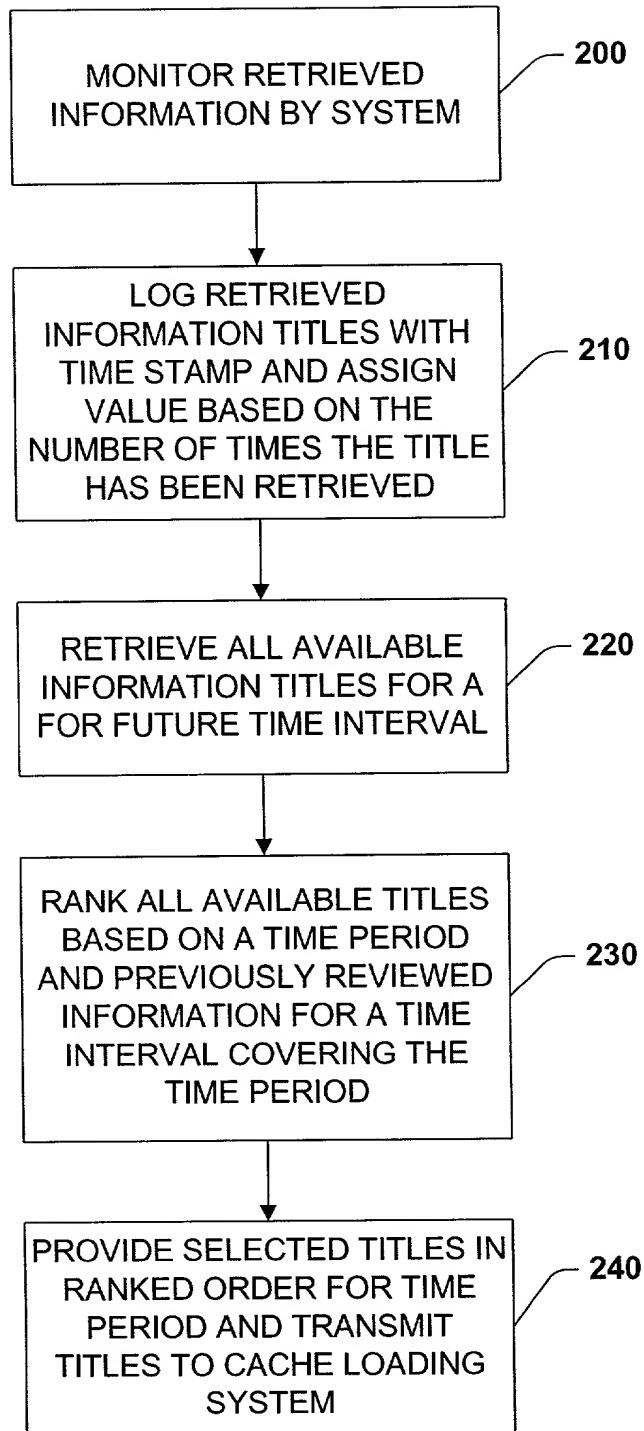 MONITOR RETRIEVED
INFORMATION BY SYSTEM
200
LOG RETRIEVED
INFORMATION TITLES WITH
TIME STAMP AND ASSIGN
VALUE BASED ON THE
NUMBER OF TIMES THE TITLE
HAS BEEN RETRIEVED
210
RETRIEVE ALL AVAILABLE
INFORMATION TITLES FOR A
FOR FUTURE TIME INTERVAL
220
RANK ALL AVAILABLE TITLES
BASED ON A TIME PERIOD
AND PREVIOUSLY REVIEWED
INFORMATION FOR A TIME
INTERVAL COVERING THE
TIME PERIOD
230
PROVIDE SELECTED TITLES IN
RANKED ORDER FOR TIME
PERIOD AND TRANSMIT
TITLES TO CACHE LOADING
SYSTEM
240